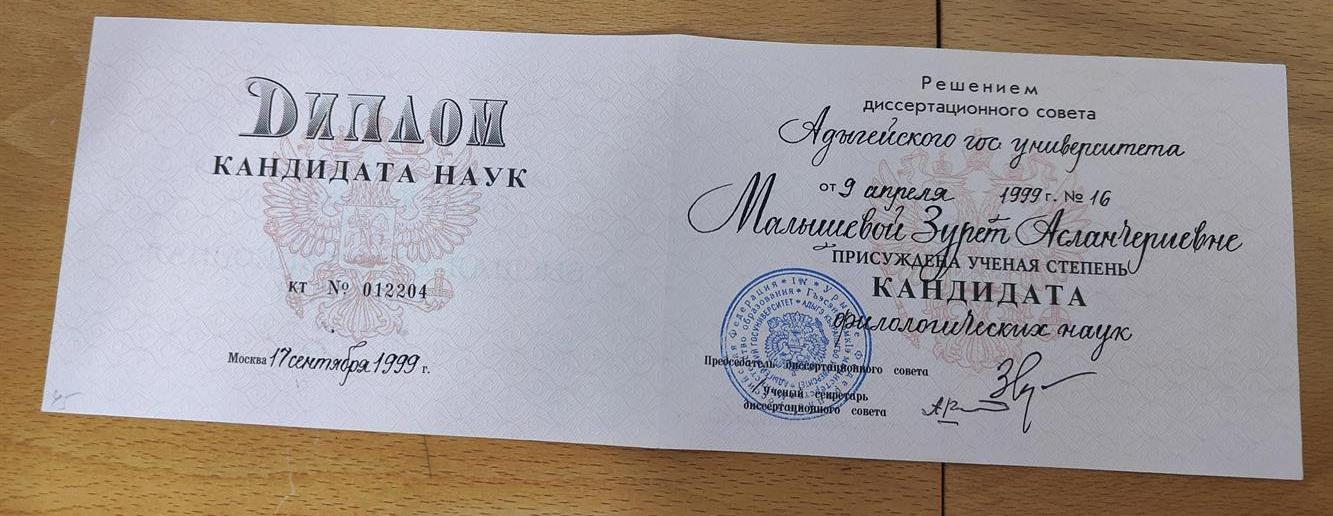 ДИПЛОМ
КАНДИДАТА НАУК
КТ № 012204
Москва 17 сентября 1999 г.
Решением
диссертационного совета
Адыгейского гос. университета
от 9 апреля 1999 г. № 16
Малышевой Зурет Асланчериевне
ПРИСУЖДЕНА УЧЕНАЯ СТЕПЕНЬ
КАНДИДАТА
филологических наук
Председатель диссертационного совета
Ученый секретарь
диссертационного совета